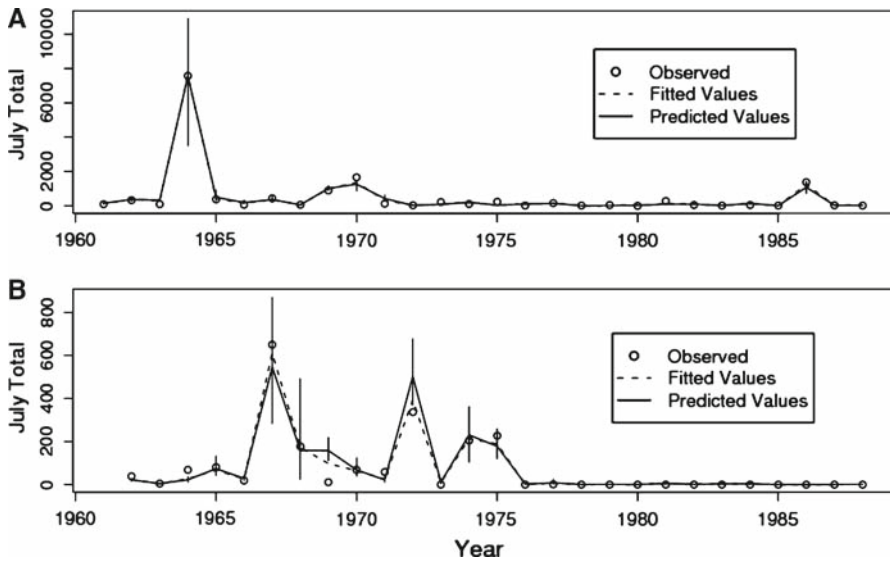 A
July Total
10000
6000
2000
0
Observed
Fitted Values
Predicted Values
1960
1965
1970
1975
1980
1985
B
July Total
800
600
400
200
0
Observed
Fitted Values
Predicted Values
1960
1965
1970
1975
1980
1985
Year